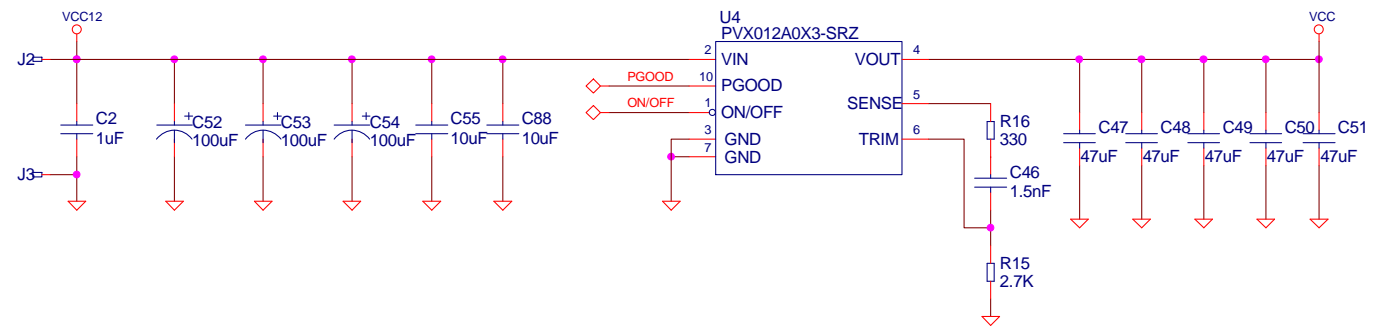 VCC12
J2
C2
1uF
J3
+
C52
100uF
+
C53
100uF
+
C54
100uF
C55
10uF
C88
10uF
U4
PVX012A0X3-SRZ
2
VIN
VOUT
4
PGOOD
10
PGOOD
ON/OFF
1
ON/OFF
SENSE
5
3
GND
TRIM
6
7
GND
R16
330
C46
1.5nF
R15
2.7K
VCC
C47
47uF
C48
47uF
C49
47uF
C50
47uF
C51
47uF